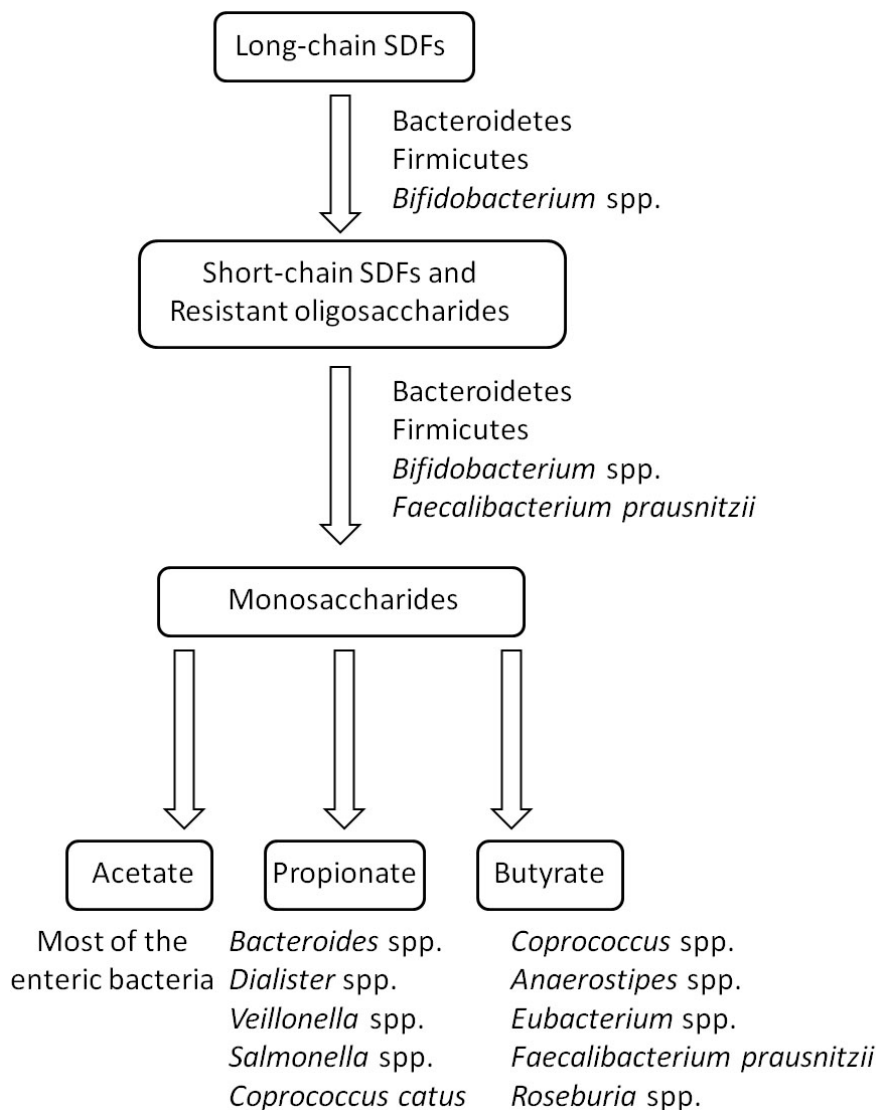 Long-chain SDFs
Bacteroidetes
Firmicutes
Bifidobacterium spp.
Short-chain SDFs and
Resistant oligosaccharides
Bacteroidetes
Firmicutes
Bifidobacterium spp.
Faecalibacterium prausnitzii
Monosaccharides
Acetate
Most of the
enteric bacteria
Propionate
Bacteroides spp.
Dialister spp.
Veillonella spp.
Salmonella spp.
Coprococcus catus
Butyrate
Coprococcus spp.
Anaerostipes spp.
Eubacterium spp.
Faecalibacterium prausnitzii
Roseburia spp.